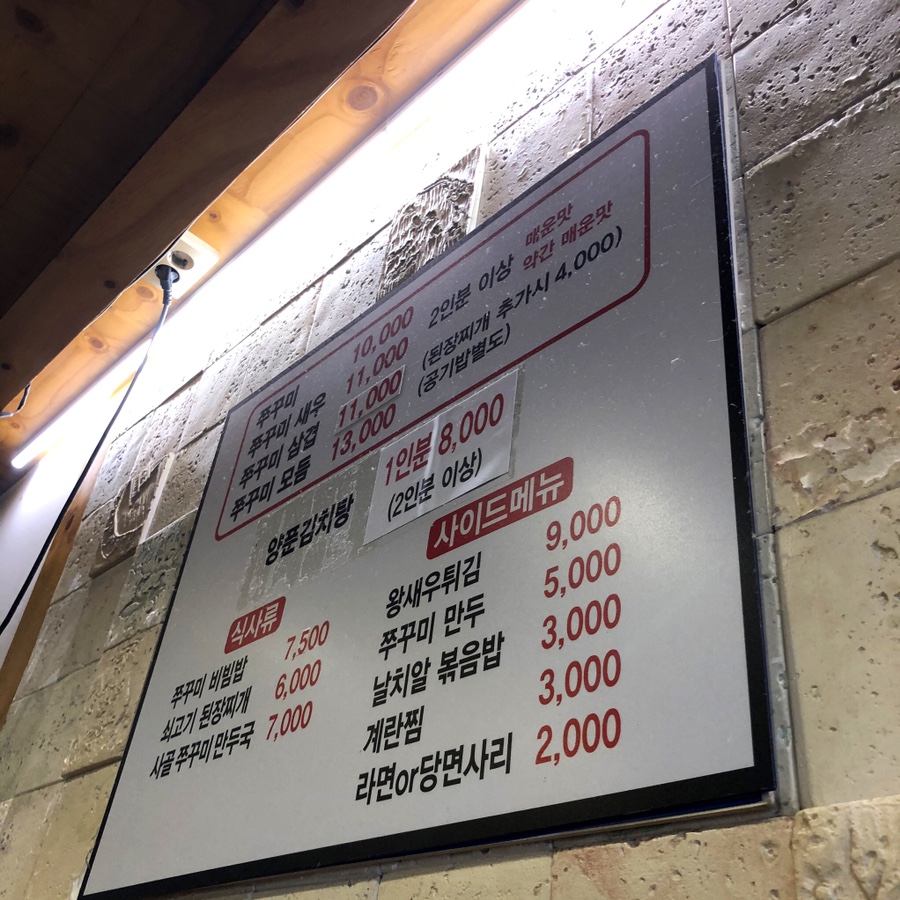 쭈꾸미 10,000 2인분 이상 매운맛
쭈꾸미 새우 11,000 약간 매운맛
쭈꾸미 삼겹 11,000 (된장찌개 추가시 4,000)
쭈꾸미 모듬 13,000 (공기밥별도)
양푼김치탕 1인분 8,000
(2인분 이상)
식사류
쭈꾸미 비빔밥 7,500
쇠고기 된장찌개 6,000
사골 쭈꾸미 만두국 7,000
사이드메뉴
왕새우튀김 9,000
쭈꾸미 만두 5,000
날치알 볶음밥 3,000
계란찜 3,000
라면or당면사리 2,000